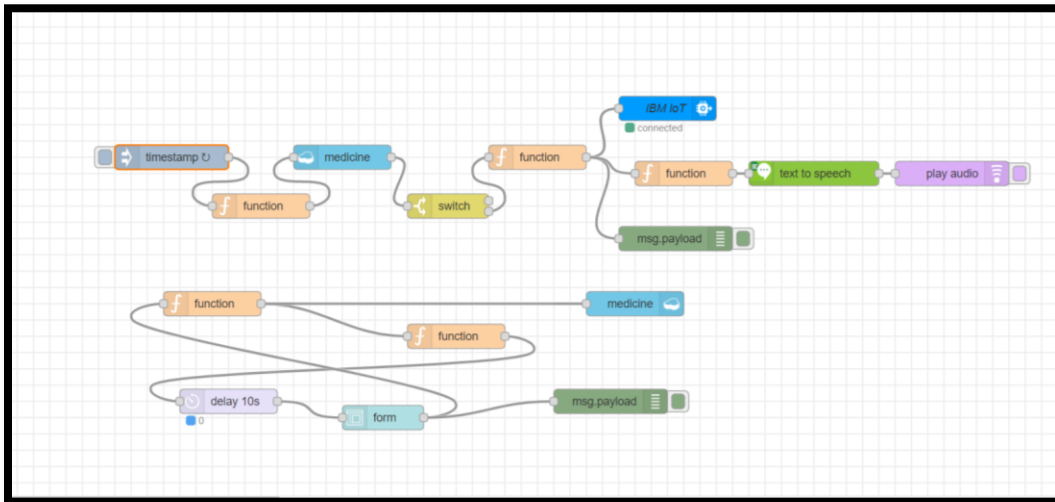 IBM IoT
connected
timestamp ↻
medicine
function
function
text to speech
play audio
function
switch
msg.payload
function
medicine
function
delay 10s
0
form
msg.payload